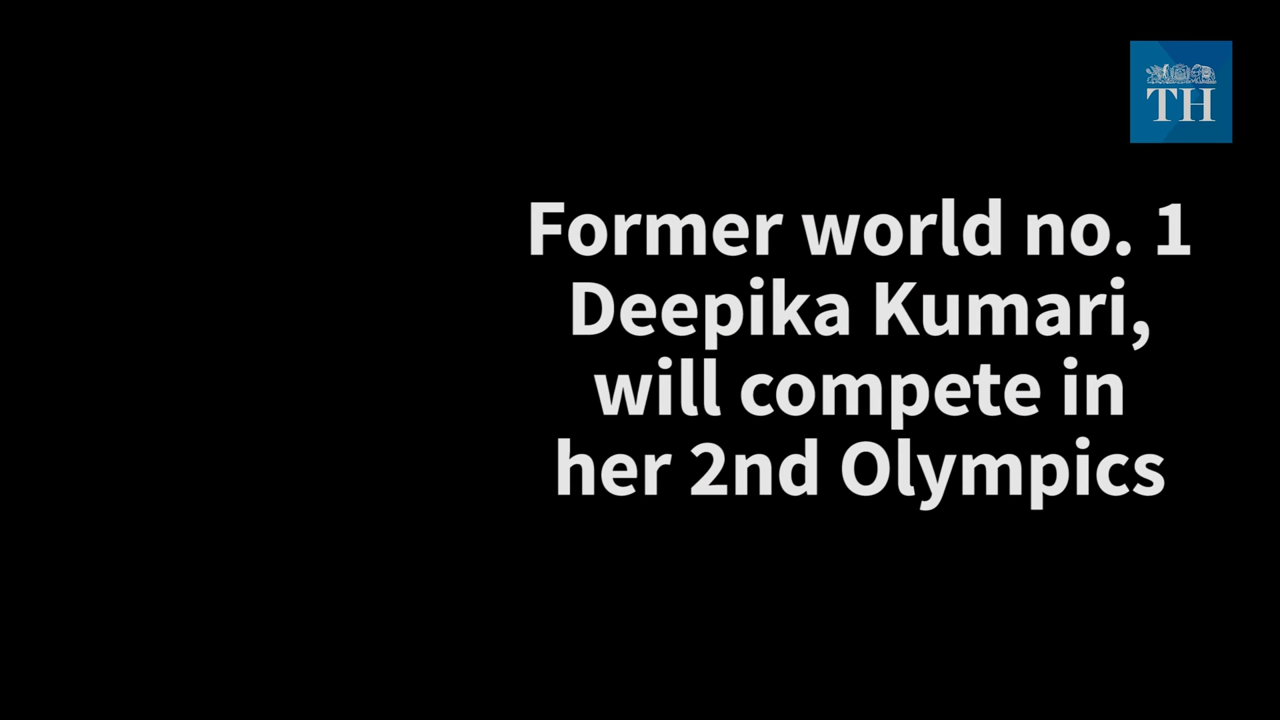 TH
Former world no. 1
Deepika Kumari,
will compete in
her 2nd Olympics